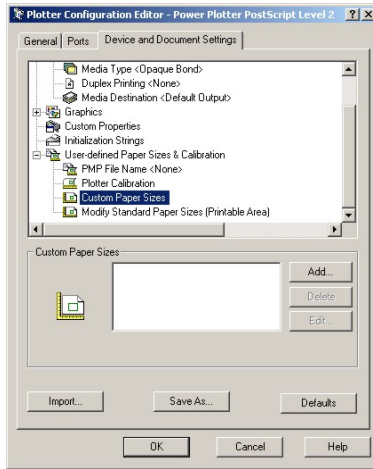 Plotter Configuration Editor - Power Plotter PostScript Level 2
General Ports Device and Document Settings
Media Type <Opaque Bond>
Duplex Printing <None>
Media Destination <Default Output>
Graphics
Custom Properties
Initialization Strings
User-defined Paper Sizes & Calibration
PMP File Name <None>
Plotter Calibration
Custom Paper Sizes
Modify Standard Paper Sizes (Printable Area)
Custom Paper Sizes
Add...
Delete
Edit...
Import... Save As... Defaults
OK Cancel Help